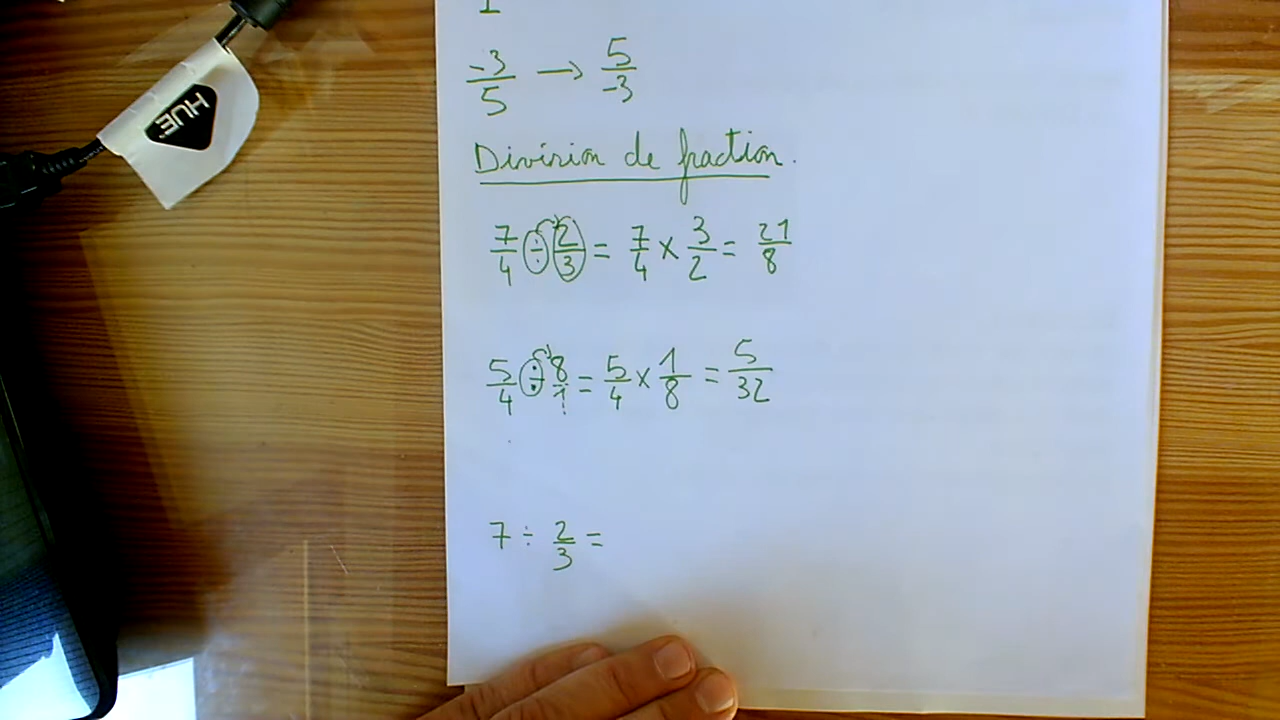 HUE
-3/5 → 5/-3
Division de fraction.
7/4 ÷ 2/3 = 7/4 × 3/2 = 21/8
5/4 ÷ 8/1 = 5/4 × 1/8 = 5/32
7 ÷ 2/3 =